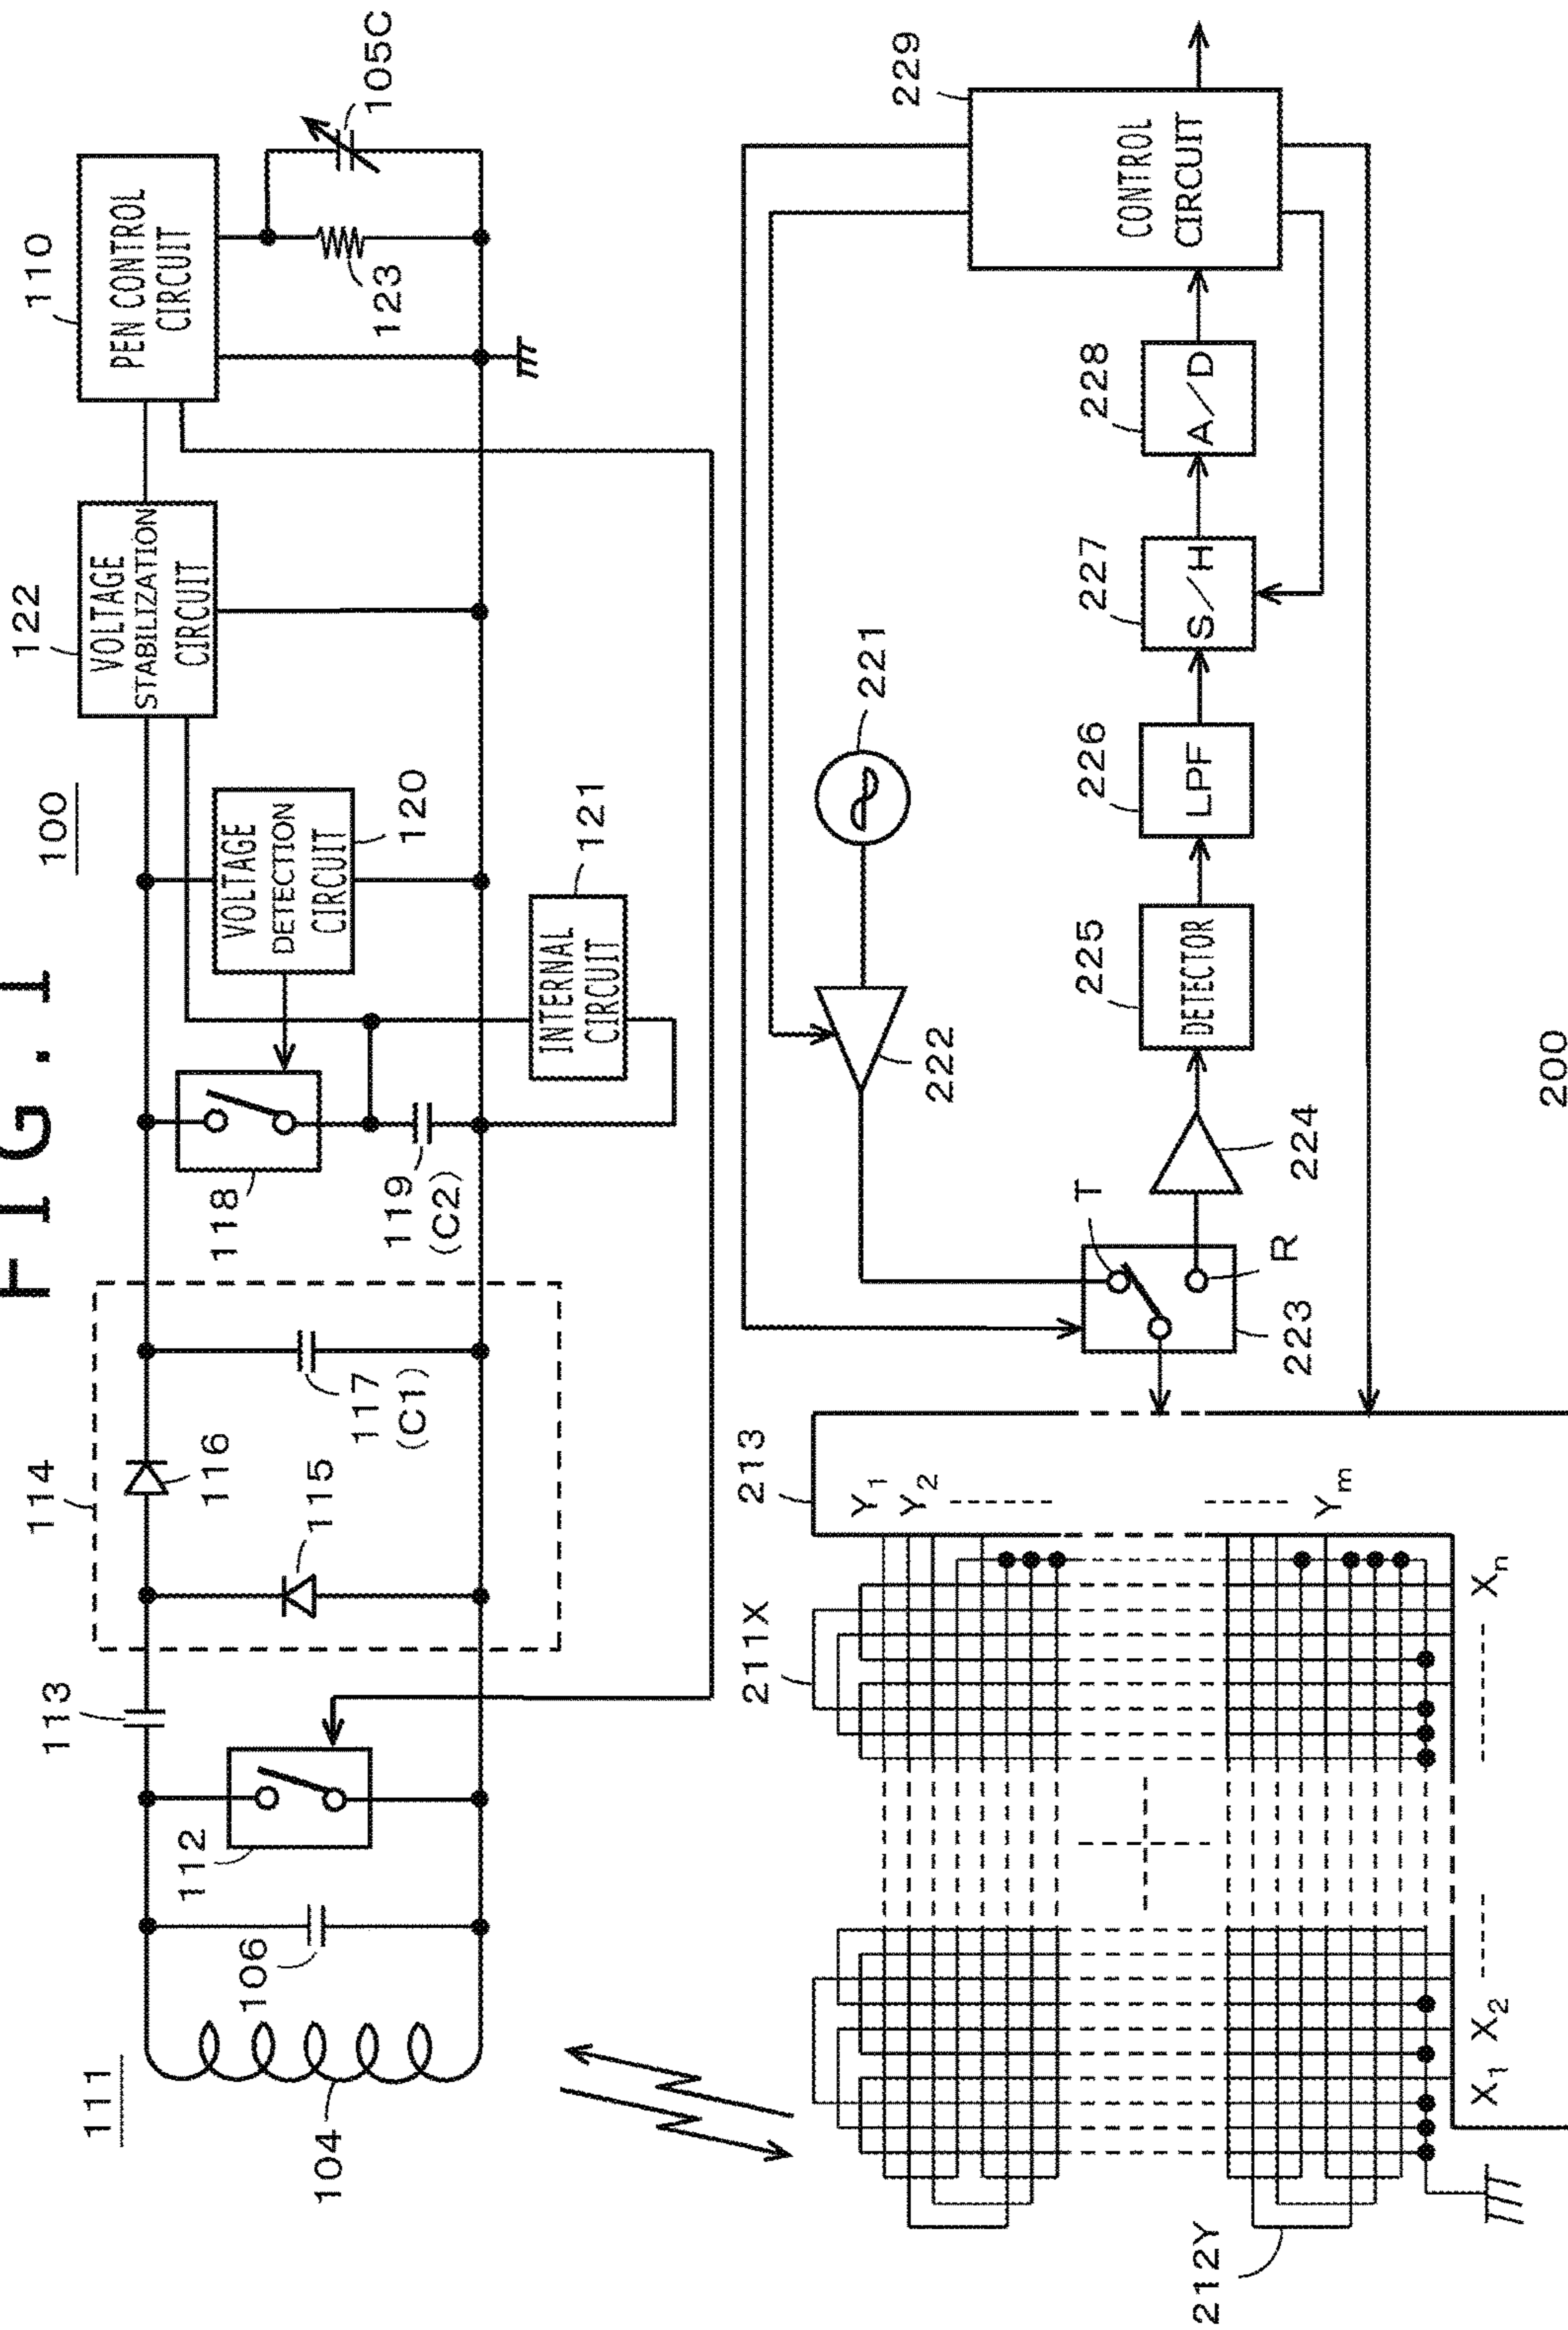 FIG. 1
100
111
104
106
112
113
114
115
116
117
(C1)
118
119
(C2)
VOLTAGE
DETECTION
CIRCUIT
120
INTERNAL
CIRCUIT
121
122
VOLTAGE
STABILIZATION
CIRCUIT
110
PEN CONTROL
CIRCUIT
123
105C
211X
212Y
213
Y1
Y2
Ym
X1
X2
Xn
T
R
223
222
221
224
225
DETECTOR
226
LPF
227
S/H
228
A/D
229
CONTROL
CIRCUIT
200